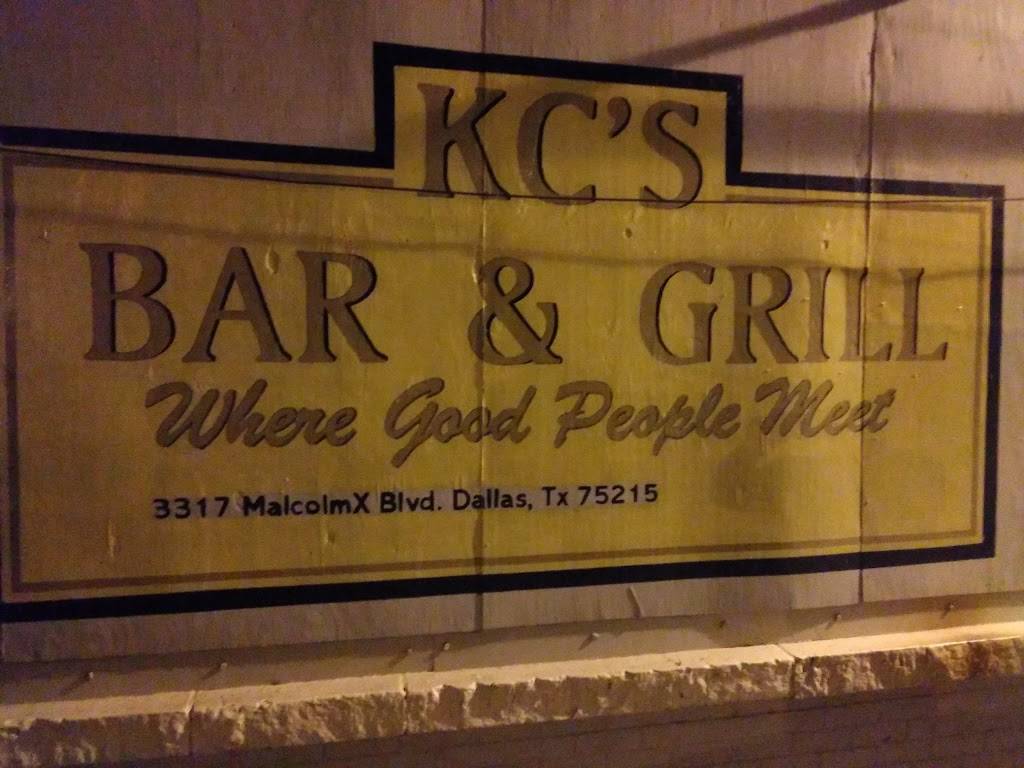 KC'S
BAR & GRILL
Where Good People Meet
3317 MalcolmX Blvd. Dallas, Tx 75215